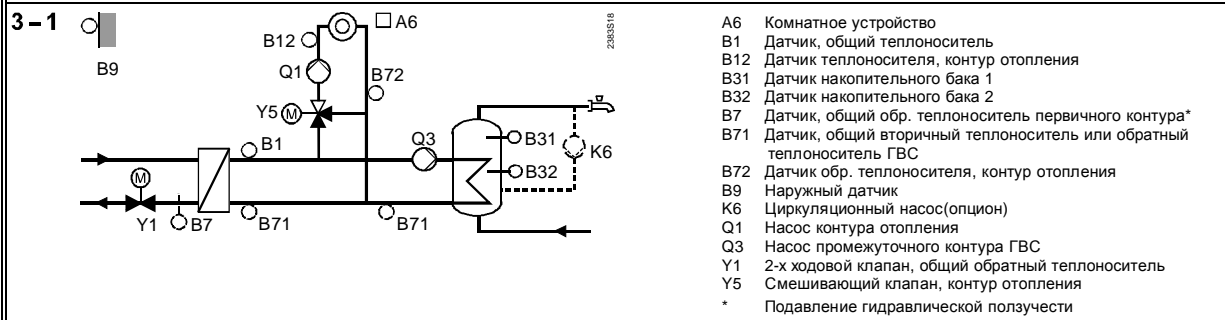 3 – 1
B9
B12
A6
2383S18
Q1
B72
Y5
M
B1
Q3
B31
B32
K6
M
Y1
B7
B71
B71
A6 Комнатное устройство
B1 Датчик, общий теплоноситель
B12 Датчик теплоносителя, контур отопления
B31 Датчик накопительного бака 1
B32 Датчик накопительного бака 2
B7 Датчик, общий обр. теплоноситель первичного контура*
B71 Датчик, общий вторичный теплоноситель или обратный
теплоноситель ГВС
B72 Датчик обр. теплоносителя, контур отопления
B9 Наружный датчик
K6 Циркуляционный насос(опцион)
Q1 Насос контура отопления
Q3 Насос промежуточного контура ГВС
Y1 2-х ходовой клапан, общий обратный теплоноситель
Y5 Смешивающий клапан, контур отопления
* Подавление гидравлической ползучести